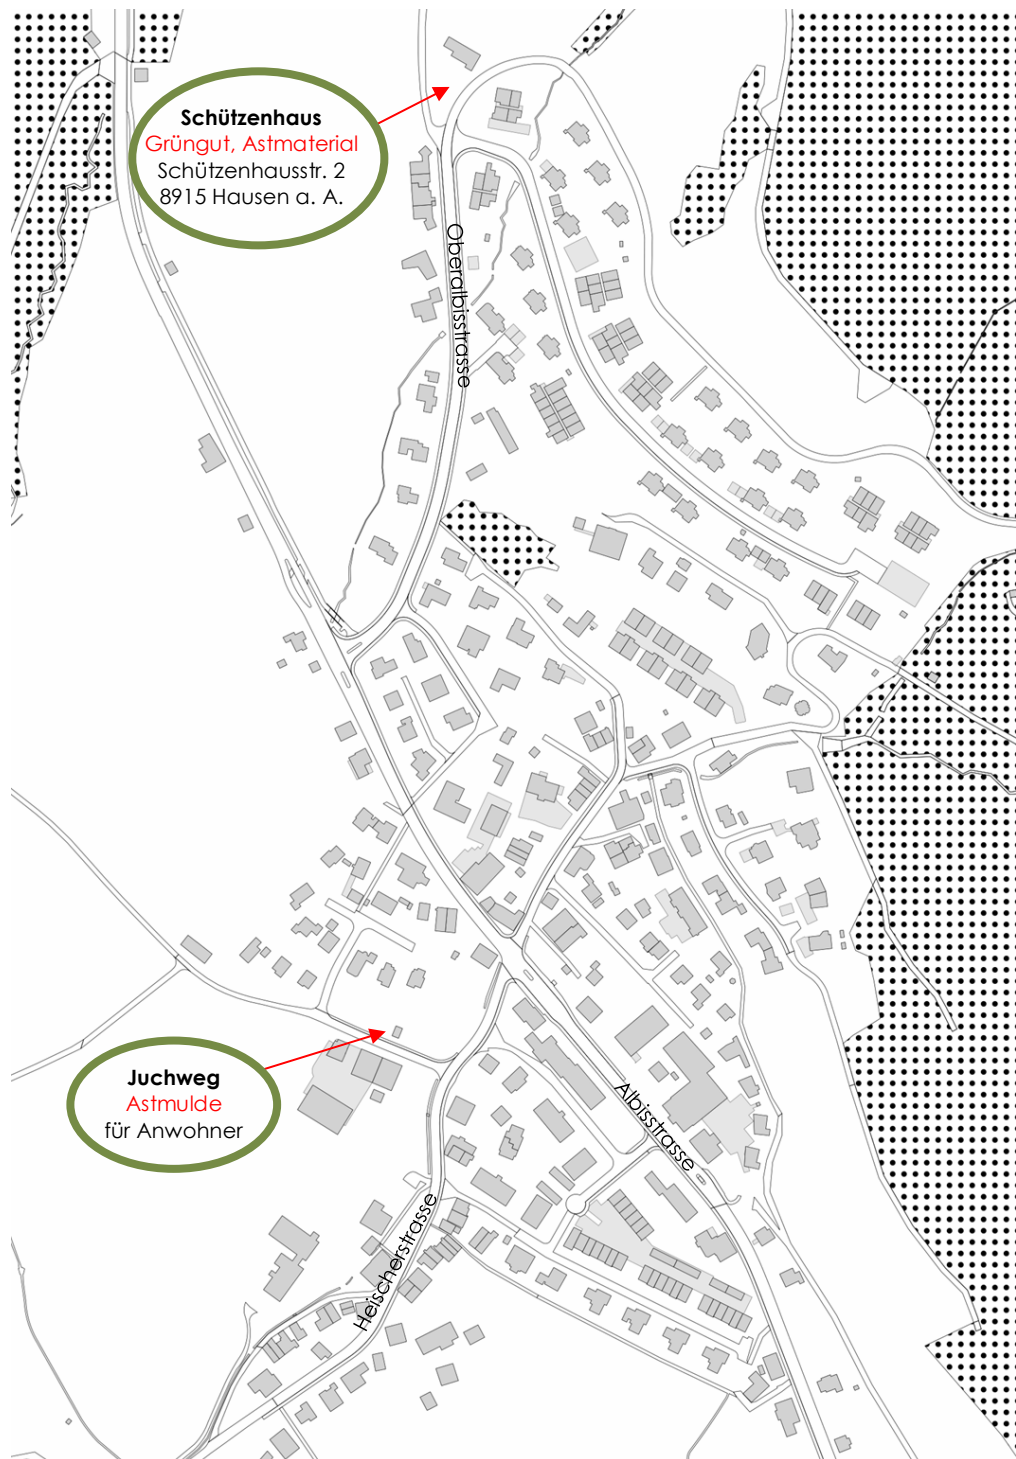 Schützenhaus
Grüngut, Astmaterial
Schützenhausstr. 2
8915 Hausen a. A.
Oberalbisstrasse
Juchweg
Astmulde
für Anwohner
Albisstrasse
Heischerstrasse